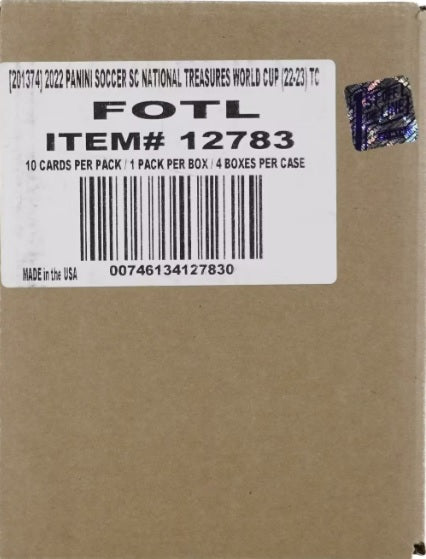 [201374] 2022 PANINI SOCCER SC NATIONAL TREASURES WORLD CUP (22-23) TC
FOTL
ITEM# 12783
10 CARDS PER PACK / 1 PACK PER BOX / 4 BOXES PER CASE
MADE in the USA
00746134127830